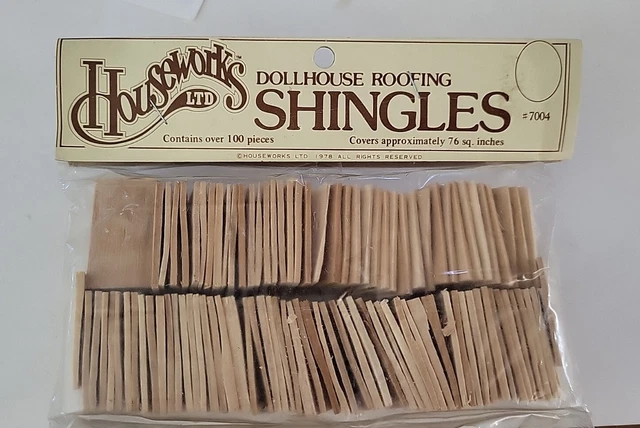 Houseworks™ LTD
DOLLHOUSE ROOFING
SHINGLES
#7004
Contains over 100 pieces
Covers approximately 76 sq. inches
©HOUSEWORKS LTD. 1978 ALL RIGHTS RESERVED